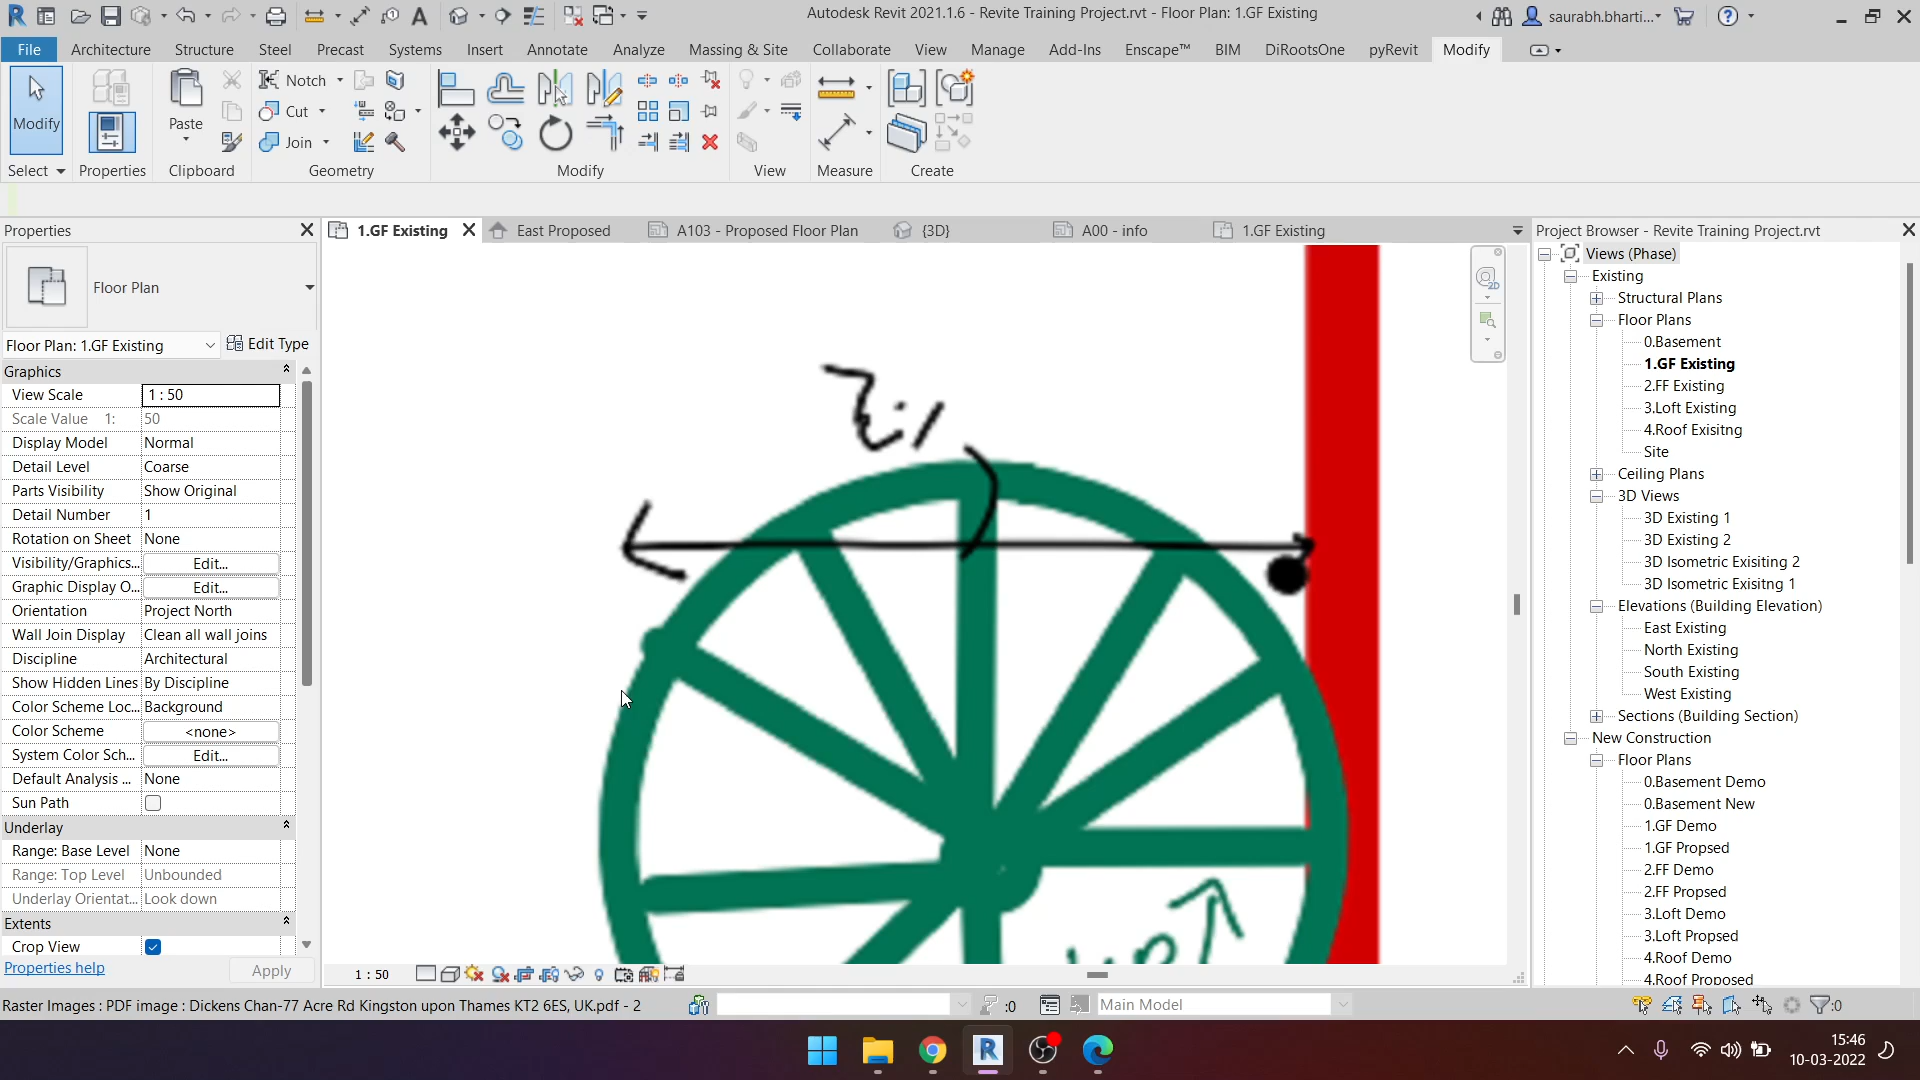 Autodesk Revit 2021.1.6 - Revite Training Project.rvt - Floor Plan: 1.GF Existing
saurabh.bharti...
File Architecture Structure Steel Precast Systems Insert Annotate Analyze Massing & Site Collaborate View Manage Add-Ins Enscape™ BIM DiRootsOne pyRevit Modify
Modify
Paste
Notch
Cut
Join
Select Properties Clipboard Geometry Modify View Measure Create
Properties
1.GF Existing East Proposed A103 - Proposed Floor Plan {3D} A00 - info 1.GF Existing
Project Browser - Revite Training Project.rvt
Floor Plan
Floor Plan: 1.GF Existing Edit Type
Graphics
View Scale 1 : 50
Scale Value 1: 50
Display Model Normal
Detail Level Coarse
Parts Visibility Show Original
Detail Number 1
Rotation on Sheet None
Visibility/Graphics... Edit...
Graphic Display O... Edit...
Orientation Project North
Wall Join Display Clean all wall joins
Discipline Architectural
Show Hidden Lines By Discipline
Color Scheme Loc... Background
Color Scheme <none>
System Color Sch... Edit...
Default Analysis ... None
Sun Path
Underlay
Range: Base Level None
Range: Top Level Unbounded
Underlay Orientat... Look down
Extents
Crop View
Properties help Apply
2D
Views (Phase)
Existing
Structural Plans
Floor Plans
0.Basement
1.GF Existing
2.FF Existing
3.Loft Existing
4.Roof Exisitng
Site
Ceiling Plans
3D Views
3D Existing 1
3D Existing 2
3D Isometric Exisiting 2
3D Isometric Exisitng 1
Elevations (Building Elevation)
East Existing
North Existing
South Existing
West Existing
Sections (Building Section)
New Construction
Floor Plans
0.Basement Demo
0.Basement New
1.GF Demo
1.GF Propsed
2.FF Demo
2.FF Propsed
3.Loft Demo
3.Loft Propsed
4.Roof Demo
4.Roof Proposed
1 : 50
Raster Images : PDF image : Dickens Chan-77 Acre Rd Kingston upon Thames KT2 6ES, UK.pdf - 2
:0
Main Model
:0
15:46
10-03-2022